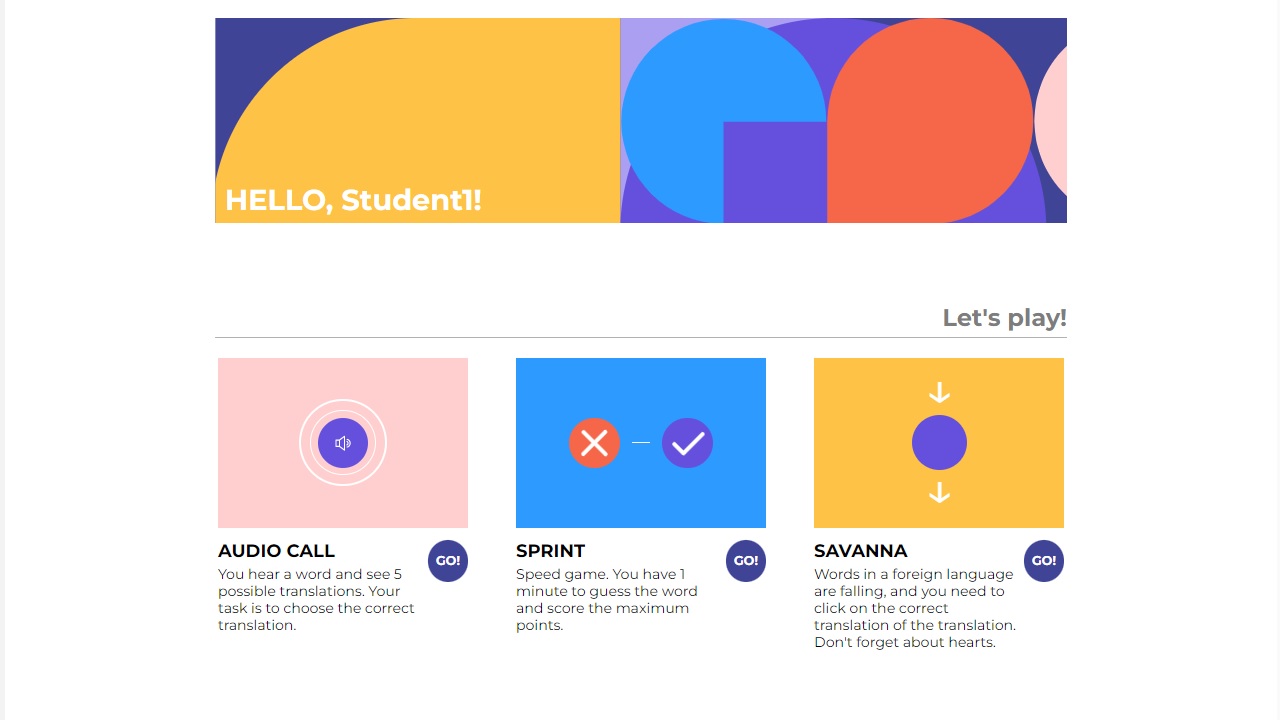 HELLO, Student1!
Let's play!
AUDIO CALL
GO!
You hear a word and see 5
possible translations. Your
task is to choose the correct
translation.
SPRINT
GO!
Speed game. You have 1
minute to guess the word
and score the maximum
points.
SAVANNA
GO!
Words in a foreign language
are falling, and you need to
click on the correct
translation of the translation.
Don't forget about hearts.